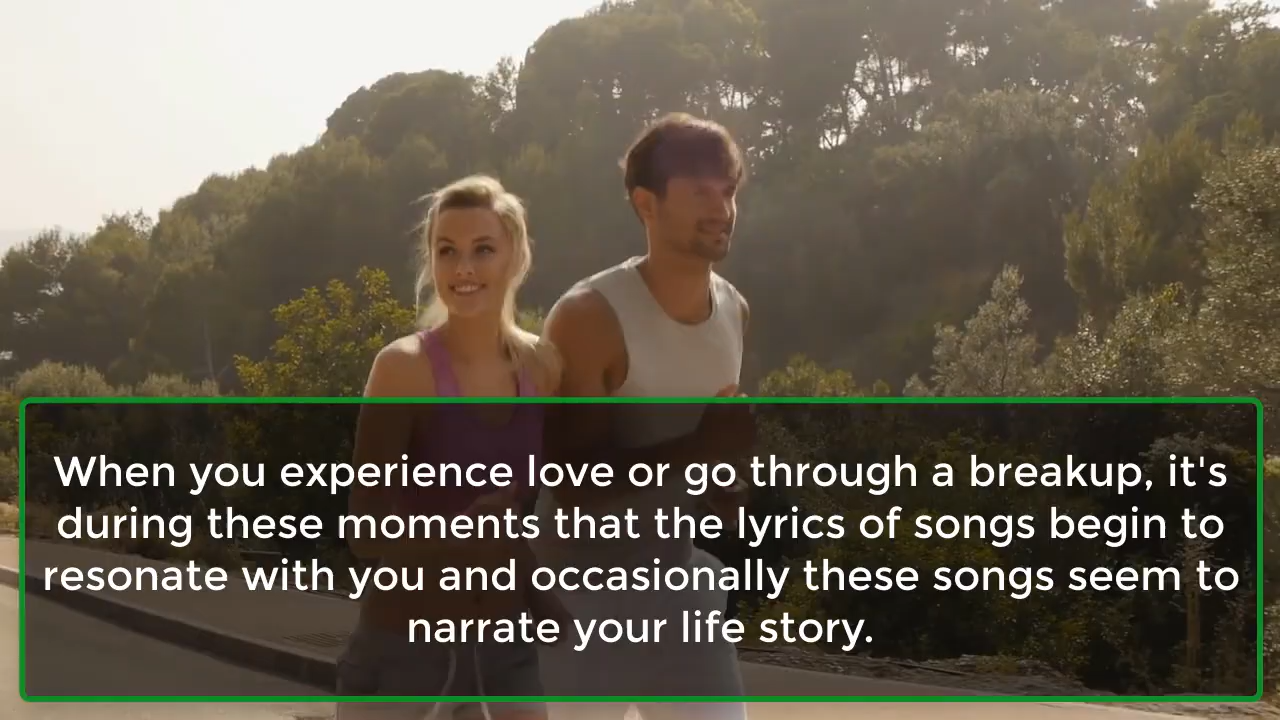 When you experience love or go through a breakup, it's
during these moments that the lyrics of songs begin to
resonate with you and occasionally these songs seem to
narrate your life story.